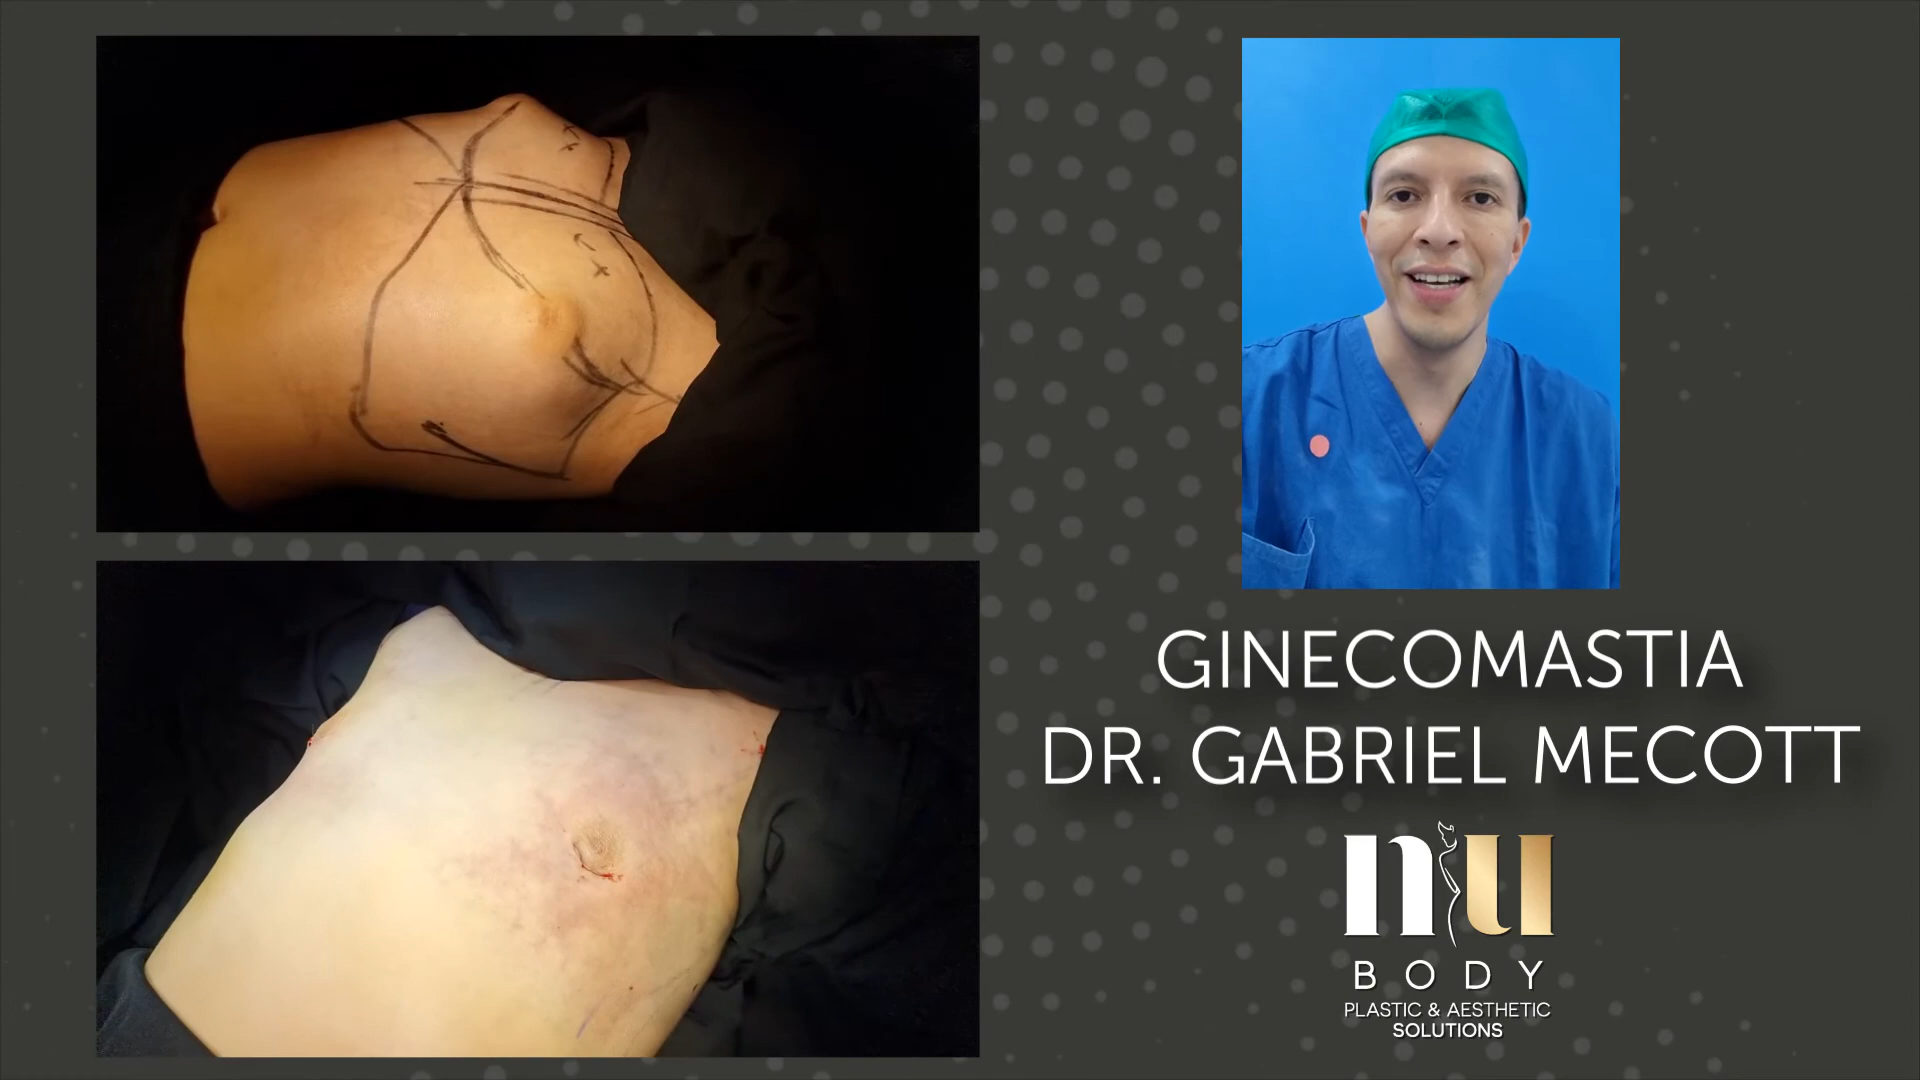 GINECOMASTIA
DR. GABRIEL MECOTT
nu
BODY
PLASTIC & AESTHETIC
SOLUTIONS